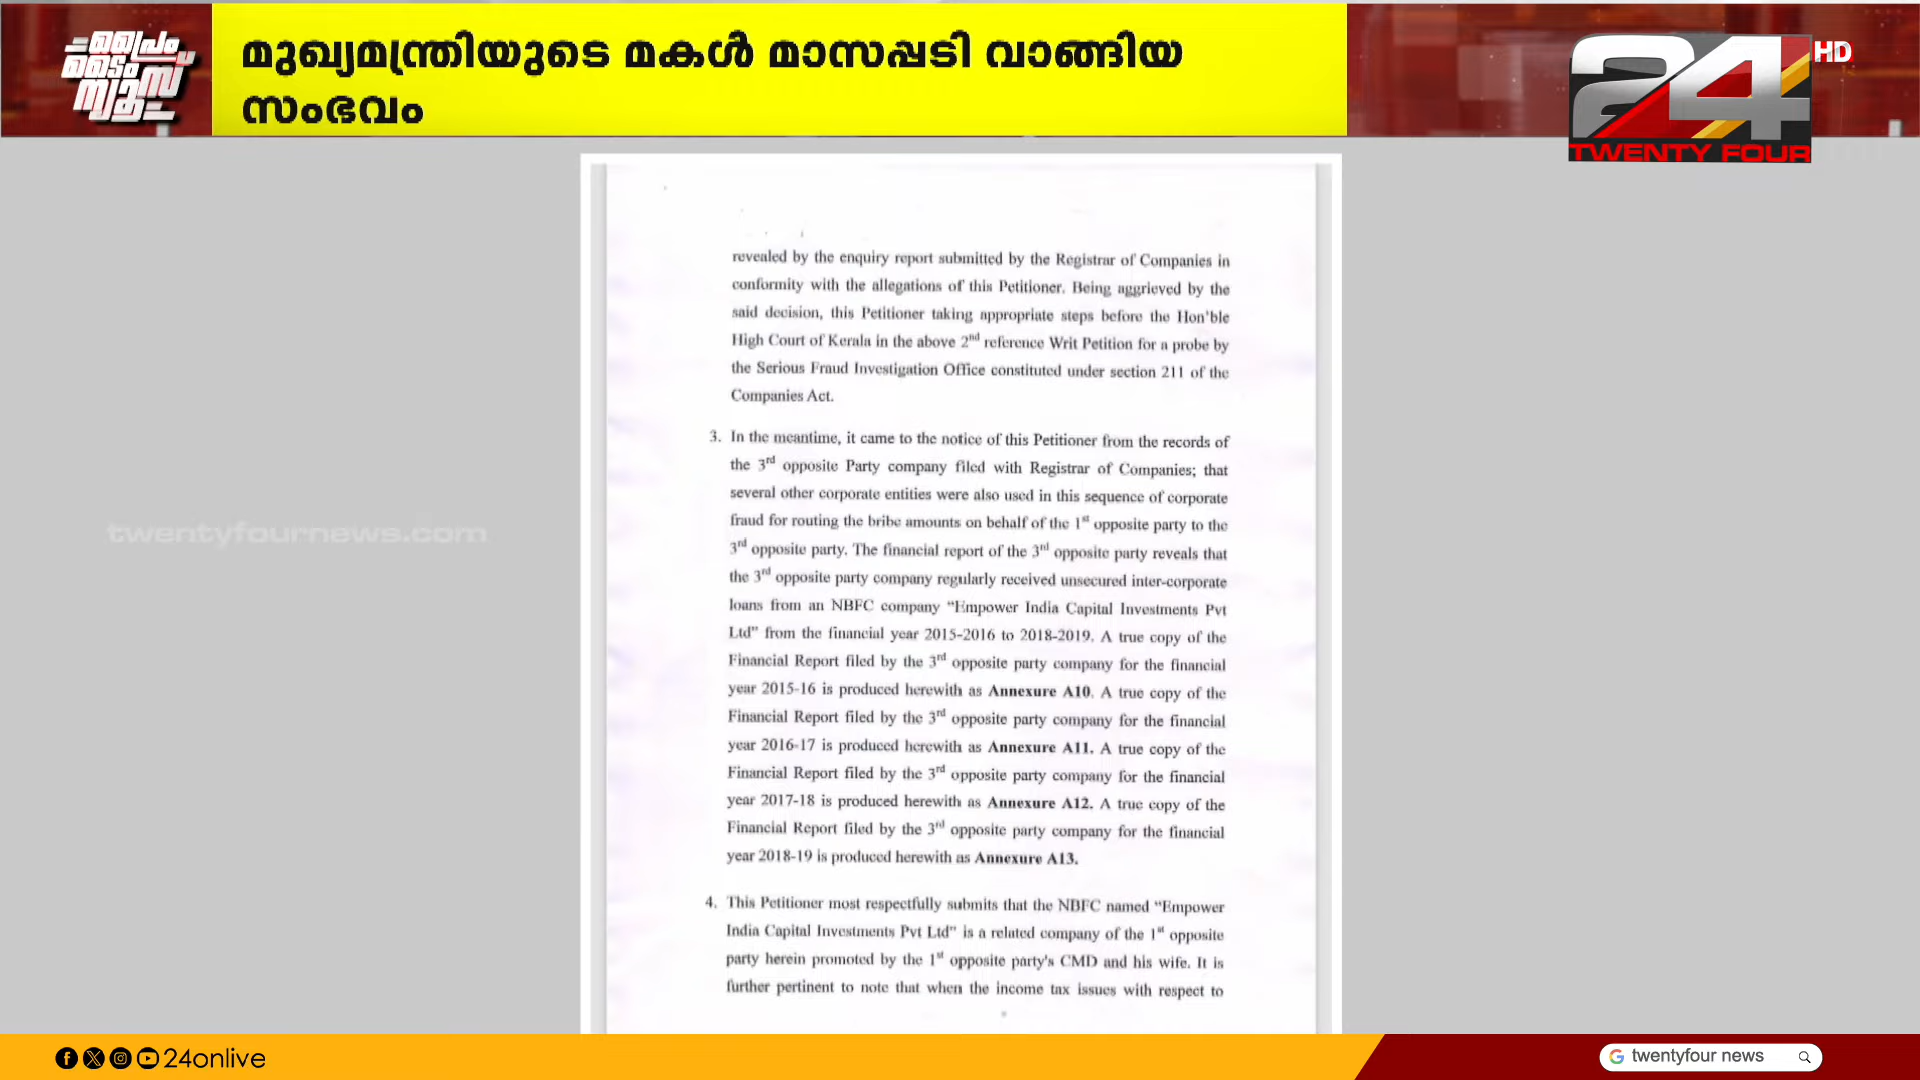 പ്രൈം
ടൈം
ന്യൂസ്
മുഖ്യമന്ത്രിയുടെ മകൾ മാസപ്പടി വാങ്ങിയ
സംഭവം
24
HD
TWENTY FOUR
revealed by the enquiry report submitted by the Registrar of Companies in
conformity with the allegations of this Petitioner. Being aggrieved by the
said decision, this Petitioner taking appropriate steps before the Hon'ble
High Court of Kerala in the above 2nd reference Writ Petition for a probe by
the Serious Fraud Investigation Office constituted under section 211 of the
Companies Act.
3. In the meantime, it came to the notice of this Petitioner from the records of
the 3rd opposite Party company filed with Registrar of Companies; that
several other corporate entities were also used in this sequence of corporate
fraud for routing the bribe amounts on behalf of the 1st opposite party to the
3rd opposite party. The financial report of the 3rd opposite party reveals that
the 3rd opposite party company regularly received unsecured inter-corporate
loans from an NBFC company "Empower India Capital Investments Pvt
Ltd" from the financial year 2015-2016 to 2018-2019. A true copy of the
Financial Report filed by the 3rd opposite party company for the financial
year 2015-16 is produced herewith as Annexure A10. A true copy of the
Financial Report filed by the 3rd opposite party company for the financial
year 2016-17 is produced herewith as Annexure A11. A true copy of the
Financial Report filed by the 3rd opposite party company for the financial
year 2017-18 is produced herewith as Annexure A12. A true copy of the
Financial Report filed by the 3rd opposite party company for the financial
year 2018-19 is produced herewith as Annexure A13.
4. This Petitioner most respectfully submits that the NBFC named "Empower
India Capital Investments Pvt Ltd" is a related company of the 1st opposite
party herein promoted by the 1st opposite party's CMD and his wife. It is
further pertinent to note that when the income tax issues with respect to
twentyfournews.com
24onlive
twentyfour news